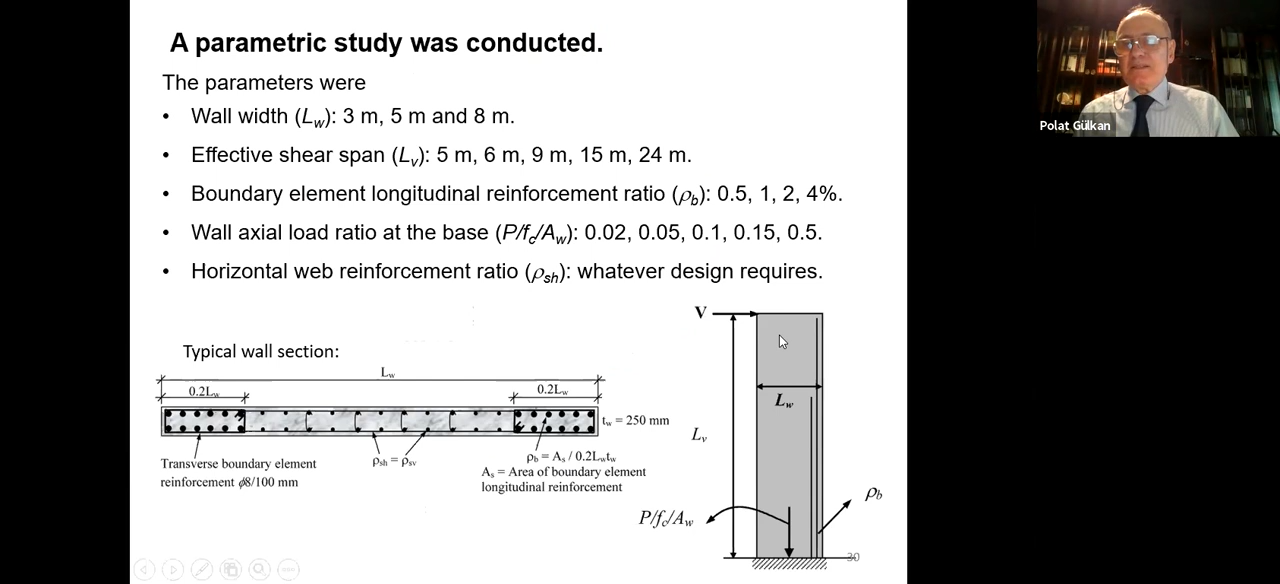 A parametric study was conducted.
The parameters were
• Wall width (Lw): 3 m, 5 m and 8 m.
• Effective shear span (Lv): 5 m, 6 m, 9 m, 15 m, 24 m.
• Boundary element longitudinal reinforcement ratio (ρb): 0.5, 1, 2, 4%.
• Wall axial load ratio at the base (P/fc/Aw): 0.02, 0.05, 0.1, 0.15, 0.5.
• Horizontal web reinforcement ratio (ρsh): whatever design requires.
Typical wall section:
Lw
0.2Lw
0.2Lw
tw = 250 mm
Transverse boundary element
reinforcement ϕ8/100 mm
ρsh = ρsv
ρb = As / 0.2Lwtw
As = Area of boundary element
longitudinal reinforcement
V
Lw
Lv
P/fc/Aw
ρb
30
Polat Gülkan